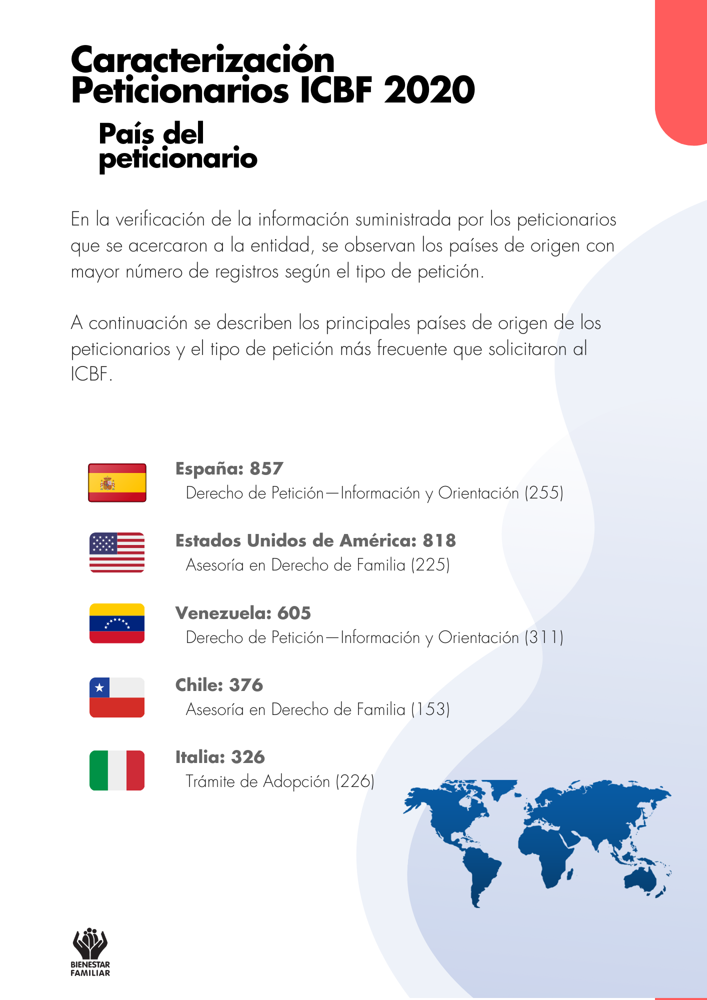 Caracterización
Peticionarios ICBF 2020
País del
peticionario
En la verificación de la información suministrada por los peticionarios
que se acercaron a la entidad, se observan los países de origen con
mayor número de registros según el tipo de petición.
A continuación se describen los principales países de origen de los
peticionarios y el tipo de petición más frecuente que solicitaron al
ICBF.
España: 857
Derecho de Petición—Información y Orientación (255)
Estados Unidos de América: 818
Asesoría en Derecho de Familia (225)
Venezuela: 605
Derecho de Petición—Información y Orientación (311)
Chile: 376
Asesoría en Derecho de Familia (153)
Italia: 326
Trámite de Adopción (226)
BIENESTAR
FAMILIAR